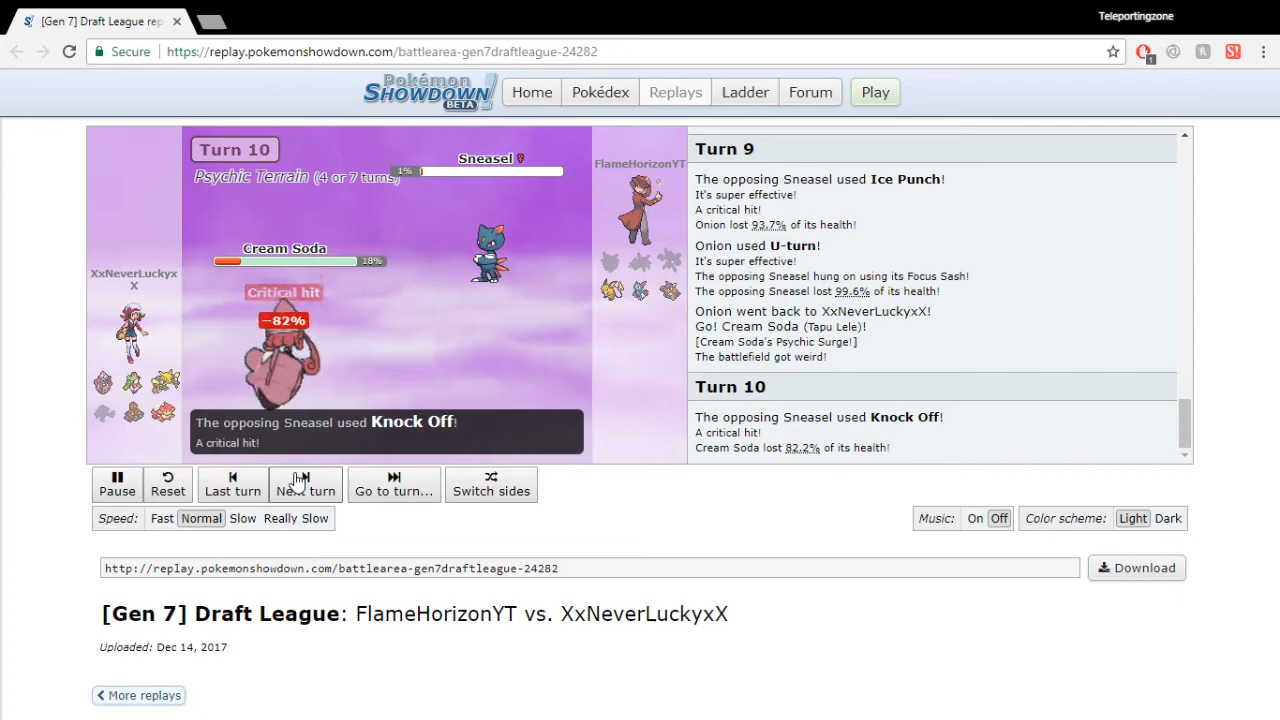 Teleportingzone
[Gen 7] Draft League repl
Secure https://replay.pokemonshowdown.com/battlearea-gen7draftleague-24282
1
Pokémon
SHOWDOWN!
BETA
Home Pokédex Replays Ladder Forum Play
Turn 10
Psychic Terrain (4 or 7 turns)
Sneasel
1%
XxNeverLuckyx
X
FlameHorizonYT
Cream Soda
18%
Critical hit
−82%
The opposing Sneasel used Knock Off!
A critical hit!
Turn 9
The opposing Sneasel used Ice Punch!
It's super effective!
A critical hit!
Onion lost 93.7% of its health!
Onion used U-turn!
It's super effective!
The opposing Sneasel hung on using its Focus Sash!
The opposing Sneasel lost 99.6% of its health!
Onion went back to XxNeverLuckyxX!
Go! Cream Soda (Tapu Lele)!
[Cream Soda's Psychic Surge!]
The battlefield got weird!
Turn 10
The opposing Sneasel used Knock Off!
A critical hit!
Cream Soda lost 82.2% of its health!
Pause Reset Last turn Next turn Go to turn... Switch sides
Speed: Fast Normal Slow Really Slow
Music: On Off Color scheme: Light Dark
http://replay.pokemonshowdown.com/battlearea-gen7draftleague-24282
Download
[Gen 7] Draft League: FlameHorizonYT vs. XxNeverLuckyxX
Uploaded: Dec 14, 2017
More replays